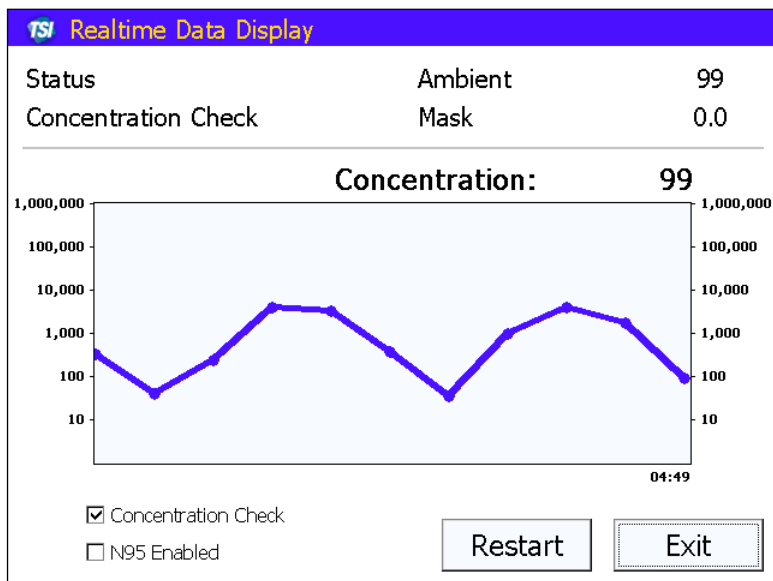 TSI Realtime Data Display
Status Ambient 99
Concentration Check Mask 0.0
Concentration: 99
1,000,000 1,000,000
100,000 100,000
10,000 10,000
1,000 1,000
100 100
10 10
04:49
Concentration Check
N95 Enabled
Restart Exit